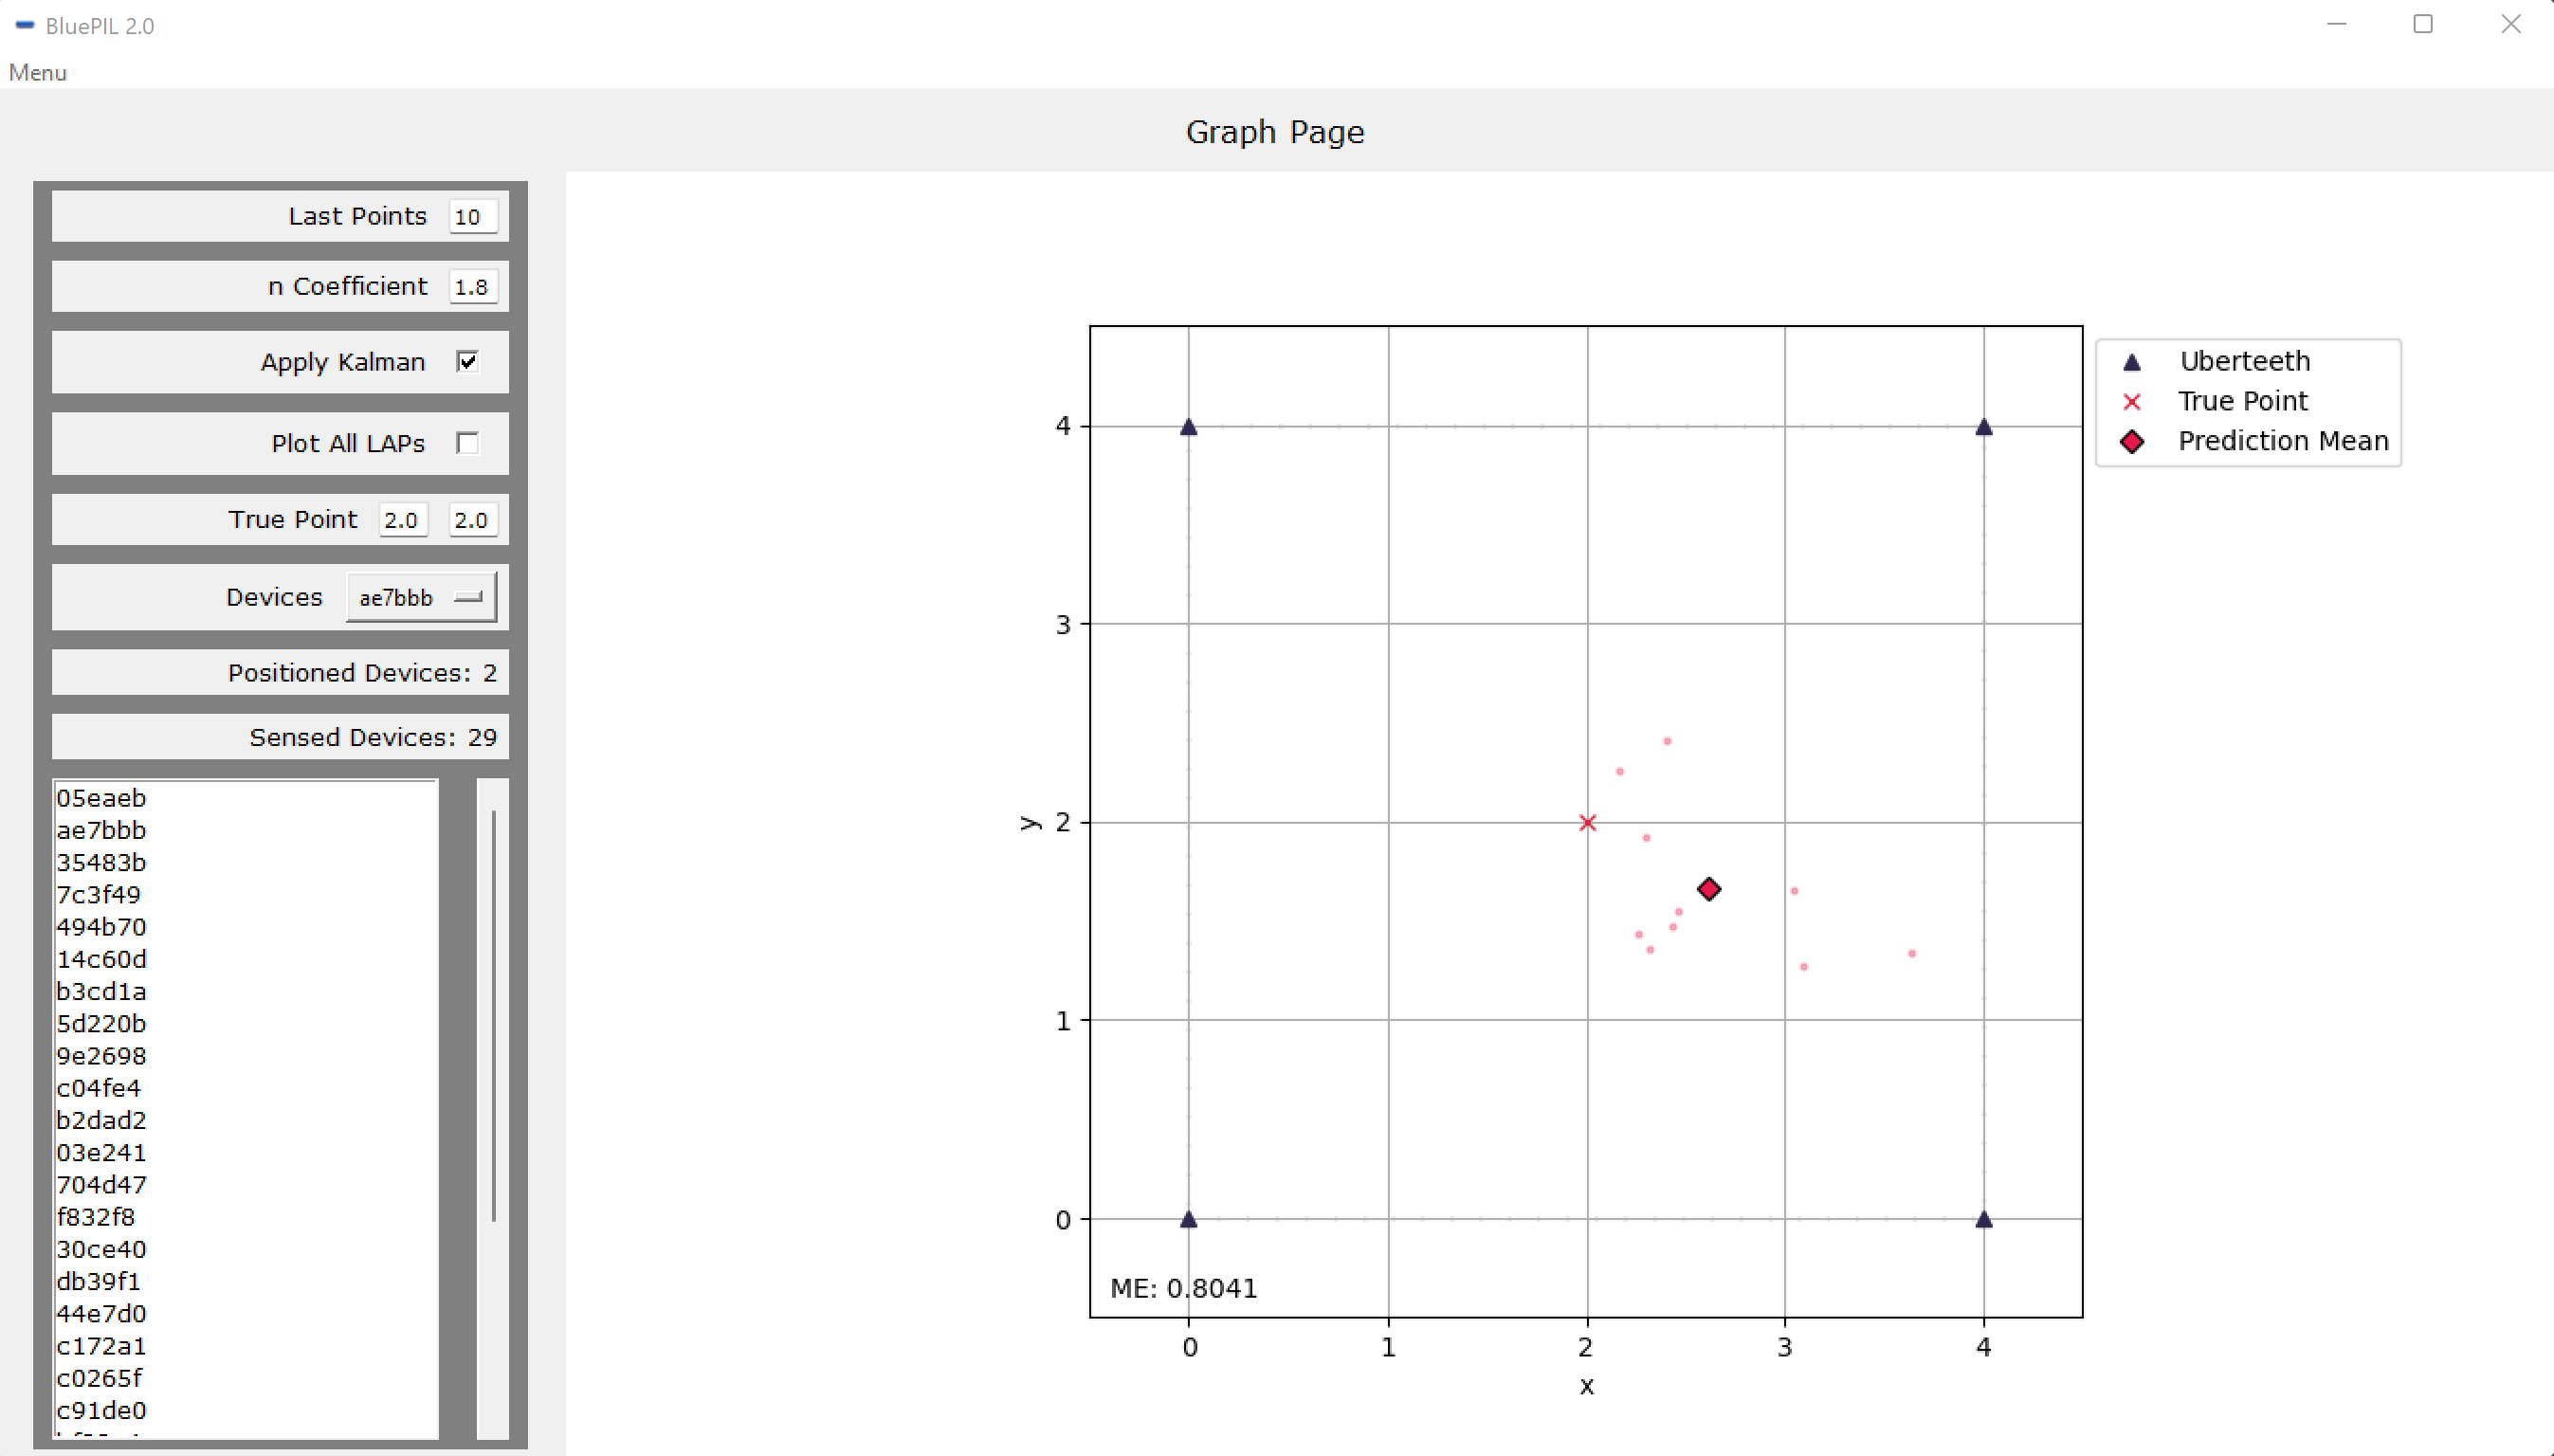 BluePIL 2.0
Menu
Graph Page
Last Points 10
n Coefficient 1.8
Apply Kalman
Plot All LAPs
True Point 2.0 2.0
Devices ae7bbb
Positioned Devices: 2
Sensed Devices: 29
05eaeb
ae7bbb
35483b
7c3f49
494b70
14c60d
b3cd1a
5d220b
9e2698
c04fe4
b2dad2
03e241
704d47
f832f8
30ce40
db39f1
44e7d0
c172a1
c0265f
c91de0
4
3
y 2
1
0
ME: 0.8041
0 1 2 3 4
x
Uberteeth
True Point
Prediction Mean